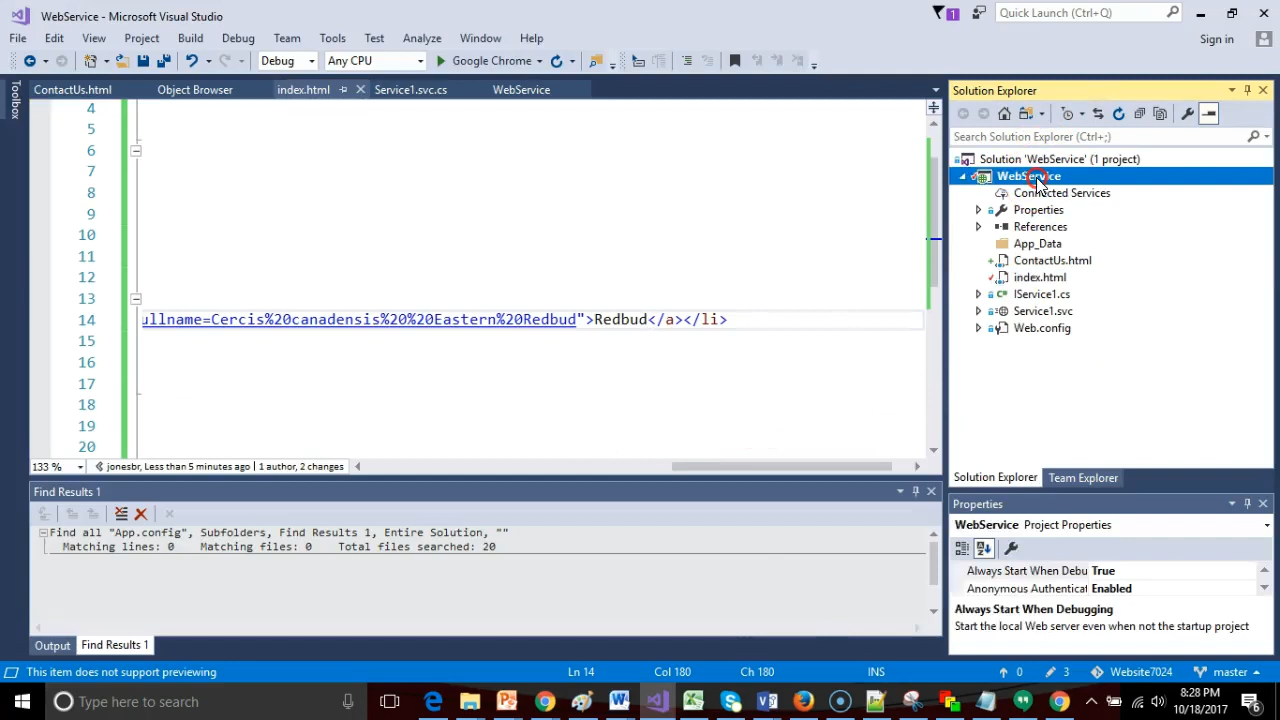 WebService - Microsoft Visual Studio
1
Quick Launch (Ctrl+Q)
File Edit View Project Build Debug Team Tools Test Analyze Window Help
Sign in
Debug Any CPU Google Chrome
Toolbox
ContactUs.html Object Browser index.html Service1.svc.cs WebService
4
5
6
7
8
9
10
11
12
13
14 ullname=Cercis%20canadensis%20%20Eastern%20Redbud">Redbud</a></li>
15
16
17
18
19
20
133 % jonesbr, Less than 5 minutes ago | 1 author, 2 changes
Find Results 1
Find all "App.config", Subfolders, Find Results 1, Entire Solution, ""
Matching lines: 0 Matching files: 0 Total files searched: 20
Output Find Results 1
Solution Explorer
Search Solution Explorer (Ctrl+;)
Solution 'WebService' (1 project)
WebService
Connected Services
Properties
References
App_Data
ContactUs.html
index.html
IService1.cs
Service1.svc
Web.config
Solution Explorer Team Explorer
Properties
WebService Project Properties
Always Start When Debu True
Anonymous Authenticat Enabled
Always Start When Debugging
Start the local Web server even when not the startup project
This item does not support previewing Ln 14 Col 180 Ch 180 INS 0 3 Website7024 master
Type here to search
8:28 PM
10/18/2017
6